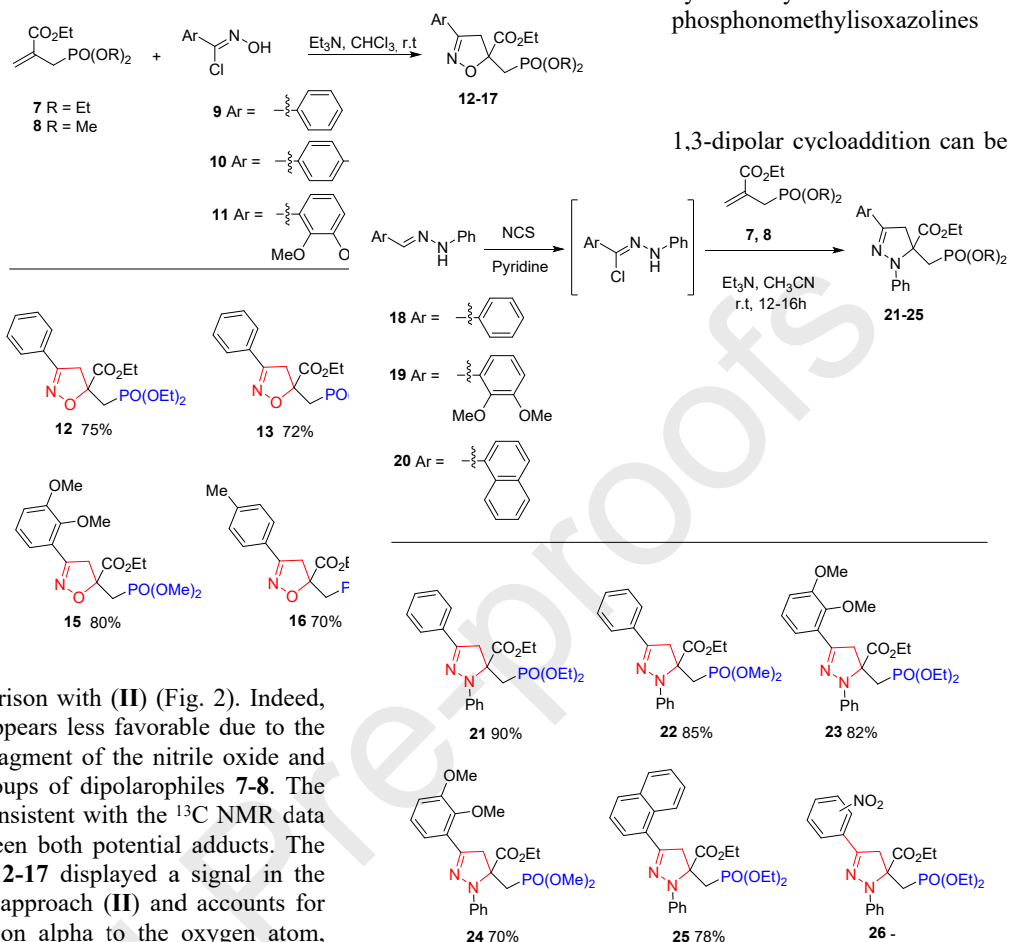 phosphonomethylisoxazolines
CO₂Et
PO(OR)₂
+
Ar N OH
Cl
Et₃N, CHCl₃, r.t
Ar
CO₂Et
N O PO(OR)₂
7 R = Et
8 R = Me
12-17
9 Ar =
10 Ar =
11 Ar =
MeO O
1,3-dipolar cycloaddition can be
Ar N N Ph
H
NCS
Pyridine
Ar N N Ph
Cl H
CO₂Et
PO(OR)₂
7, 8
Et₃N, CH₃CN
r.t, 12-16h
Ar
CO₂Et
N N PO(OR)₂
Ph
21-25
18 Ar =
19 Ar =
MeO OMe
20 Ar =
CO₂Et
N O PO(OEt)₂
12 75%
CO₂Et
N O PO(
13 72%
OMe
OMe
CO₂Et
N O PO(OMe)₂
15 80%
Me
CO₂E
N O P
16 70%
CO₂Et
N N PO(OEt)₂
Ph
21 90%
CO₂Et
N N PO(OMe)₂
Ph
22 85%
OMe
OMe
CO₂Et
N N PO(OEt)₂
Ph
23 82%
OMe
OMe
CO₂Et
N N PO(OMe)₂
Ph
24 70%
CO₂Et
N N PO(OEt)₂
Ph
25 78%
NO₂
CO₂Et
N N PO(OEt)₂
Ph
26 -
rison with (II) (Fig. 2). Indeed,
ppears less favorable due to the
agment of the nitrile oxide and
oups of dipolarophiles 7-8. The
nsistent with the ¹³C NMR data
een both potential adducts. The
2-17 displayed a signal in the
approach (II) and accounts for
on alpha to the oxygen atom,
Pre-proofs